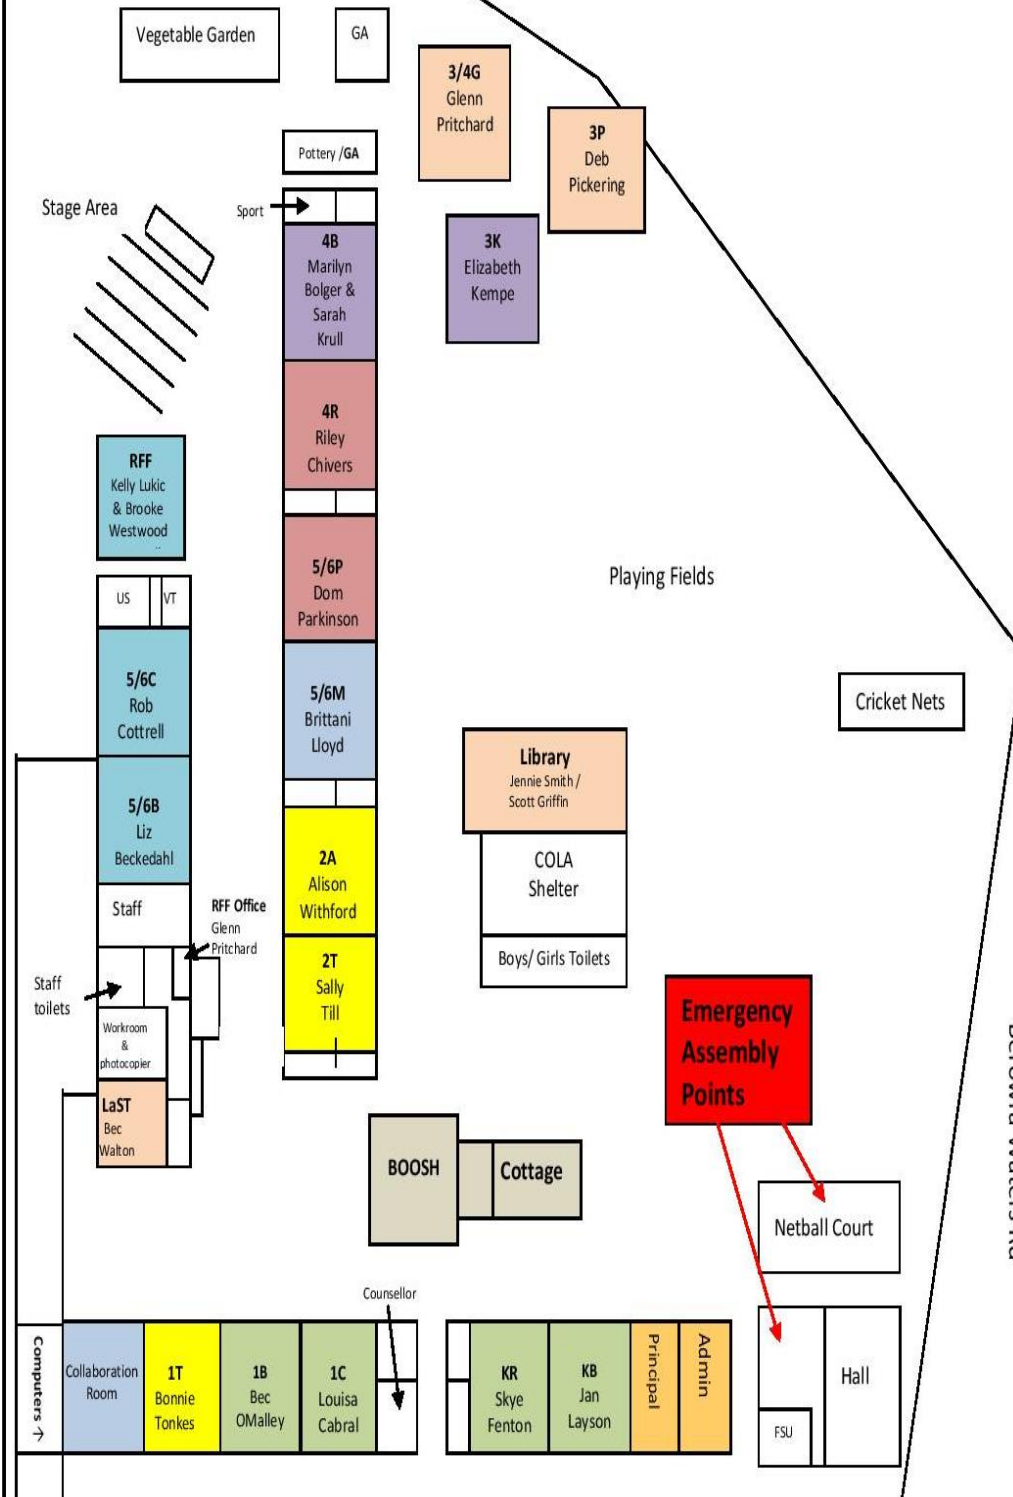 Vegetable Garden
GA
3/4G
Glenn
Pritchard
3P
Deb
Pickering
Pottery /GA
Stage Area
Sport
4B
Marilyn
Bolger &
Sarah
Krull
3K
Elizabeth
Kempe
4R
Riley
Chivers
RFF
Kelly Lukic
& Brooke
Westwood
US
VT
5/6P
Dom
Parkinson
Playing Fields
5/6C
Rob
Cottrell
5/6M
Brittani
Lloyd
Cricket Nets
Library
Jennie Smith /
Scott Griffin
5/6B
Liz
Beckedahl
2A
Alison
Withford
COLA
Shelter
Staff
RFF Office
Glenn
Pritchard
Boys/ Girls Toilets
2T
Sally
Till
Staff
toilets
Workroom
&
photocopier
Emergency
Assembly
Points
LaST
Bec
Walton
BOOSH
Cottage
Netball Court
Counsellor
Computers →
Collaboration
Room
1T
Bonnie
Tonkes
1B
Bec
OMalley
1C
Louisa
Cabral
KR
Skye
Fenton
KB
Jan
Layson
Principal
Admin
Hall
FSU